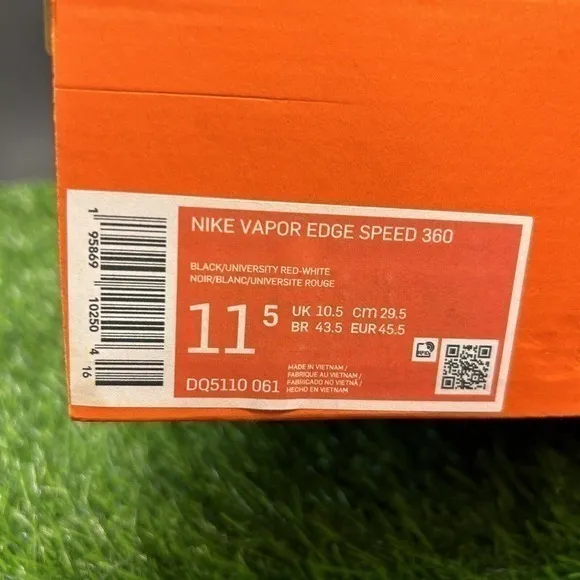 NIKE VAPOR EDGE SPEED 360
BLACK/UNIVERSITY RED-WHITE
NOIR/BLANC/UNIVERSITE ROUGE
11 5
UK 10.5 cm 29.5
BR 43.5 EUR 45.5
DQ5110 061
MADE IN VIETNAM /
FABRIQUE AU VIETNAM /
FABRICADO NO VIETNÃ /
HECHO EN VIETNAM
1 95869 10250 4 16